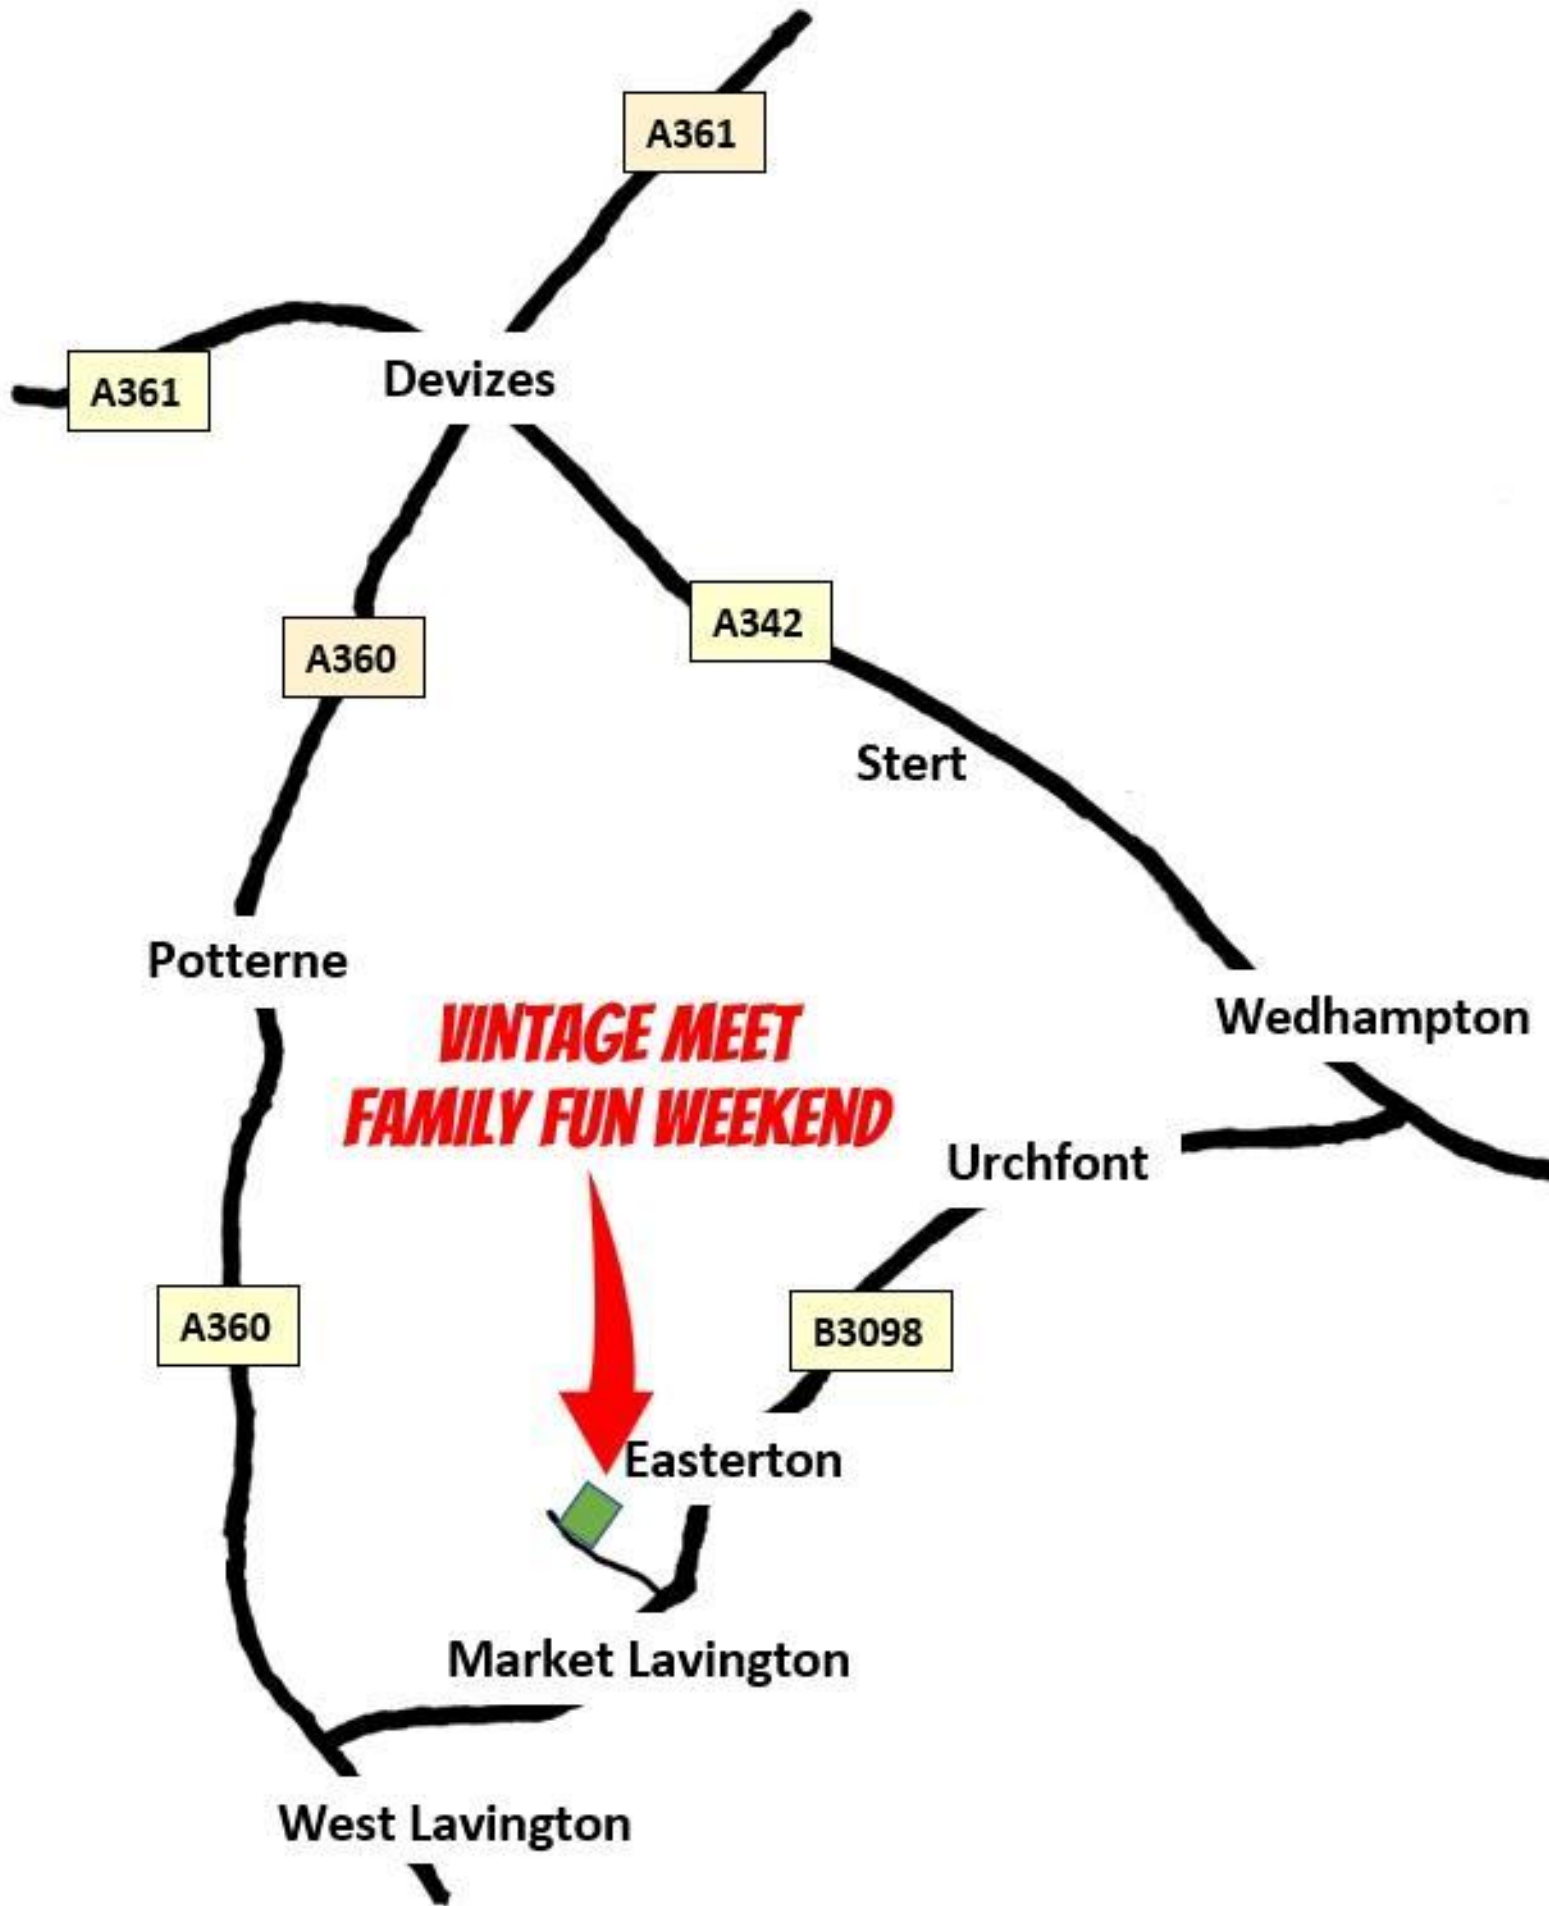 A361
A361
Devizes
A342
A360
Stert
Potterne
VINTAGE MEET
FAMILY FUN WEEKEND
Wedhampton
Urchfont
A360
B3098
Easterton
Market Lavington
West Lavington